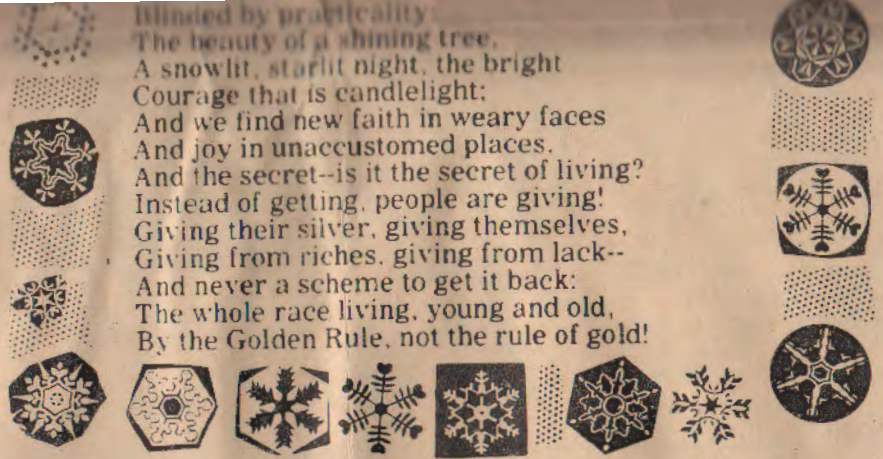 Blinded by practicality:
The beauty of a shining tree,
A snowlit, starlit night, the bright
Courage that is candlelight;
And we find new faith in weary faces
And joy in unaccustomed places.
And the secret--is it the secret of living?
Instead of getting, people are giving!
Giving their silver, giving themselves,
Giving from riches, giving from lack--
And never a scheme to get it back:
The whole race living, young and old,
By the Golden Rule, not the rule of gold!